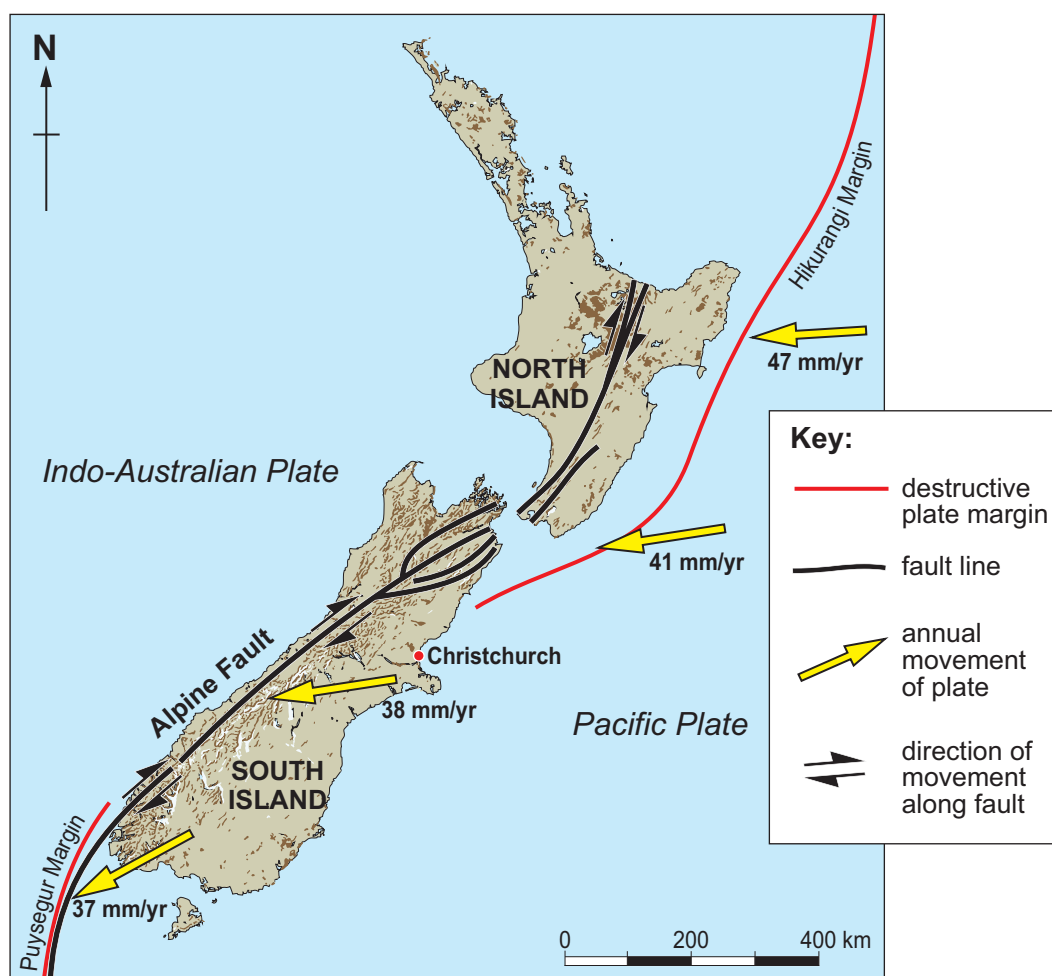 N
Hikurangi Margin
47 mm/yr
NORTH
ISLAND
Indo-Australian Plate
41 mm/yr
Alpine Fault
Christchurch
38 mm/yr
Pacific Plate
SOUTH
ISLAND
Puysegur Margin
37 mm/yr
0
200
400 km
Key:
destructive
plate margin
fault line
annual
movement
of plate
direction of
movement
along fault